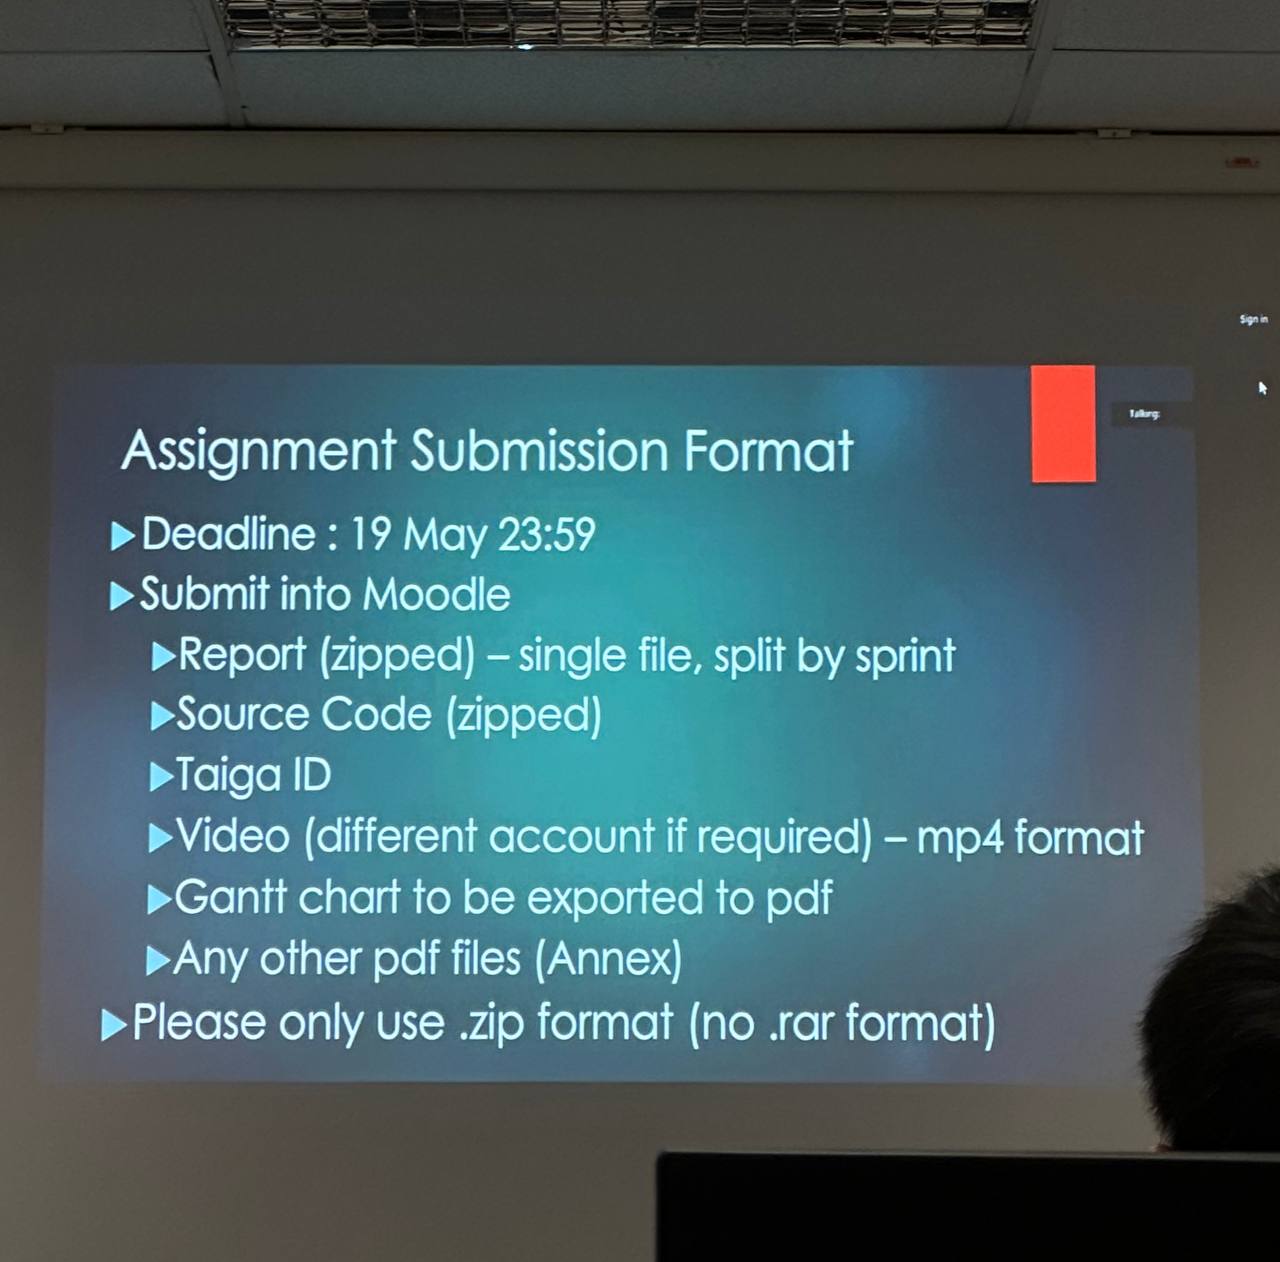 Sign in
Talking:
Assignment Submission Format
Deadline : 19 May 23:59
Submit into Moodle
Report (zipped) – single file, split by sprint
Source Code (zipped)
Taiga ID
Video (different account if required) – mp4 format
Gantt chart to be exported to pdf
Any other pdf files (Annex)
Please only use .zip format (no .rar format)